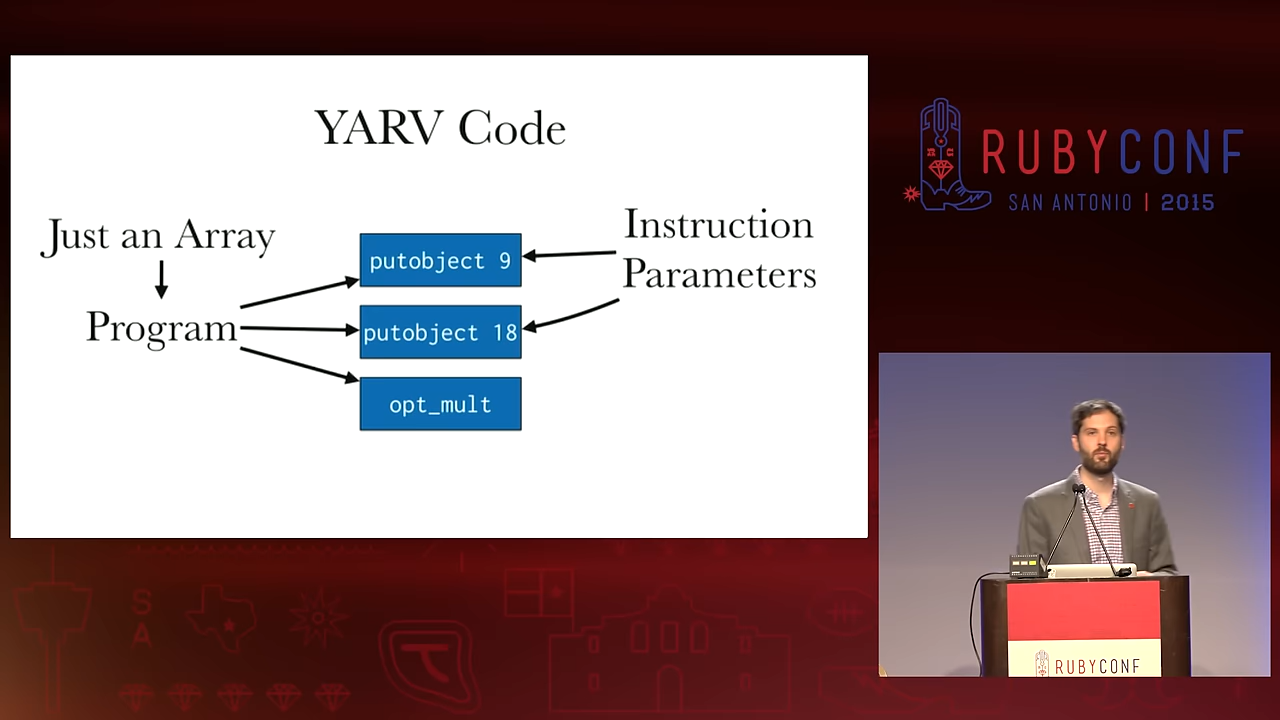 YARV Code
Just an Array
Program
putobject 9
putobject 18
opt_mult
Instruction
Parameters
RUBYCONF
SAN ANTONIO | 2015
S
A
RUBYCONF